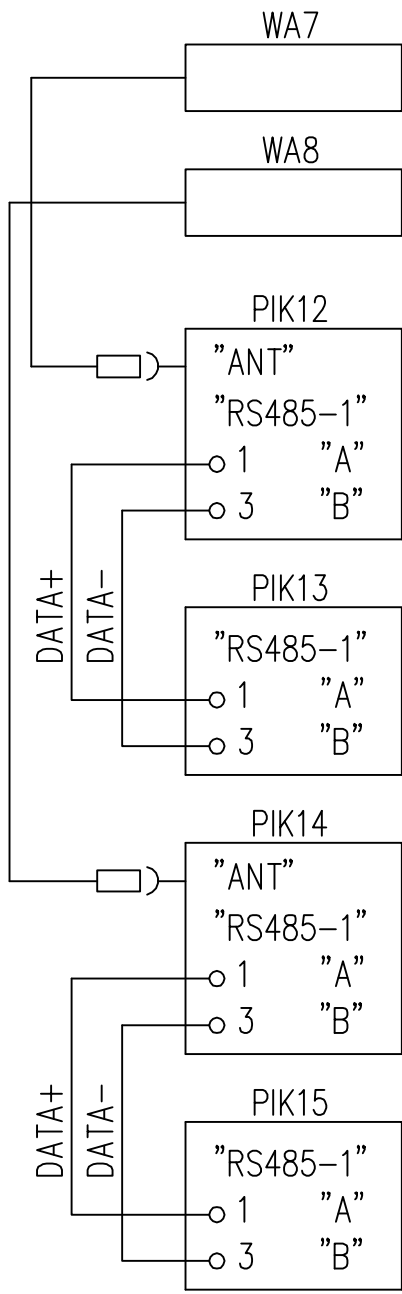 WA7
WA8
PIK12
"ANT"
"RS485-1"
1 "A"
3 "B"
DATA+
DATA-
PIK13
"RS485-1"
1 "A"
3 "B"
PIK14
"ANT"
"RS485-1"
1 "A"
3 "B"
DATA+
DATA-
PIK15
"RS485-1"
1 "A"
3 "B"